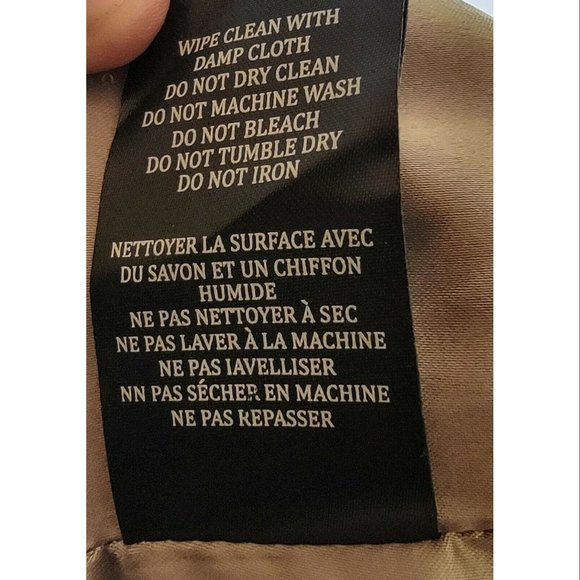 WIPE CLEAN WITH
DAMP CLOTH
DO NOT DRY CLEAN
DO NOT MACHINE WASH
DO NOT BLEACH
DO NOT TUMBLE DRY
DO NOT IRON
NETTOYER LA SURFACE AVEC
DU SAVON ET UN CHIFFON
HUMIDE
NE PAS NETTOYER À SEC
NE PAS LAVER À LA MACHINE
NE PAS IAVELLISER
NN PAS SÉCHER EN MACHINE
NE PAS REPASSER